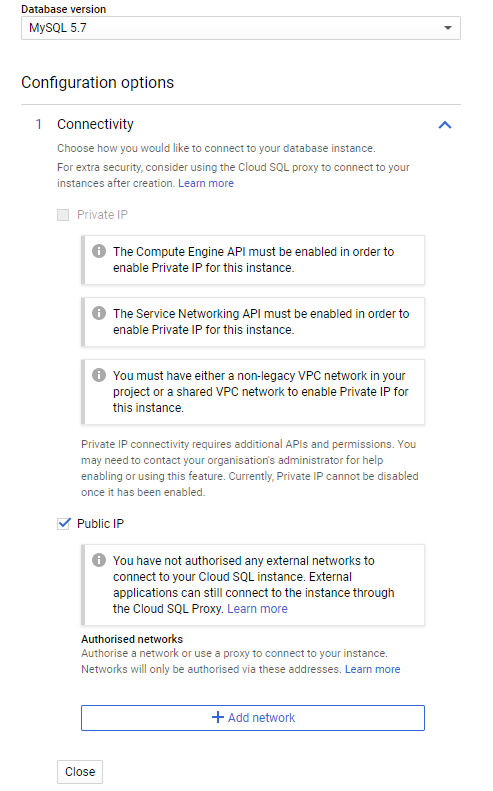 Database version
MySQL 5.7
Configuration options
1 Connectivity
Choose how you would like to connect to your database instance.
For extra security, consider using the Cloud SQL proxy to connect to your
instances after creation. Learn more
Private IP
The Compute Engine API must be enabled in order to
enable Private IP for this instance.
The Service Networking API must be enabled in order to
enable Private IP for this instance.
You must have either a non-legacy VPC network in your
project or a shared VPC network to enable Private IP for
this instance.
Private IP connectivity requires additional APIs and permissions. You
may need to contact your organisation's administrator for help
enabling or using this feature. Currently, Private IP cannot be disabled
once it has been enabled.
Public IP
You have not authorised any external networks to
connect to your Cloud SQL instance. External
applications can still connect to the instance through
the Cloud SQL Proxy. Learn more
Authorised networks
Authorise a network or use a proxy to connect to your instance.
Networks will only be authorised via these addresses. Learn more
+ Add network
Close